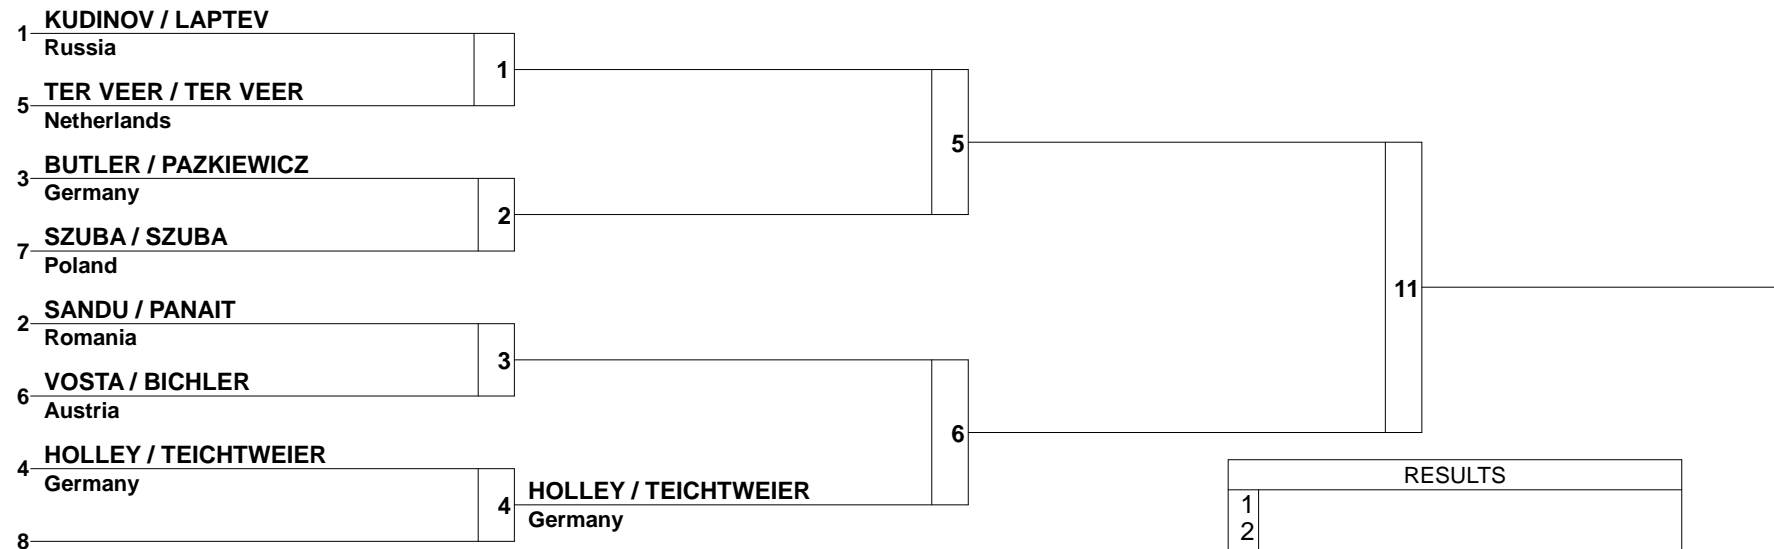 KUDINOV / LAPTEV
1
Russia
1
TER VEER / TER VEER
5
Netherlands
5
BUTLER / PAZKIEWICZ
3
Germany
2
SZUBA / SZUBA
7
Poland
11
SANDU / PANAIT
2
Romania
3
VOSTA / BICHLER
6
Austria
6
HOLLEY / TEICHTWEIER
4
Germany
RESULTS
HOLLEY / TEICHTWEIER
4
Germany
1
2
8